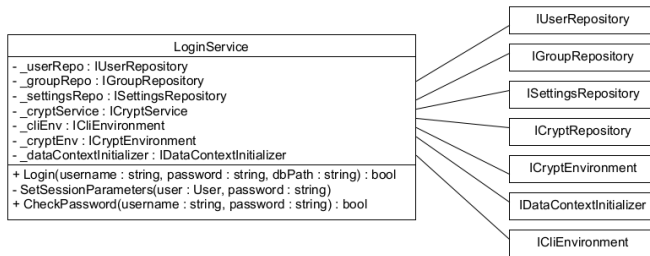 LoginService
- _userRepo : IUserRepository
- _groupRepo : IGroupRepository
- _settingsRepo : ISettingsRepository
- _cryptService : ICryptService
- _cliEnv : ICliEnvironment
- _cryptEnv : ICryptEnvironment
- _dataContextInitializer : IDataContextInitializer
+ Login(username : string, password : string, dbPath : string) : bool
- SetSessionParameters(user : User, password : string)
+ CheckPassword(username : string, password : string) : bool
IUserRepository
IGroupRepository
ISettingsRepository
ICryptRepository
ICryptEnvironment
IDataContextInitializer
ICliEnvironment